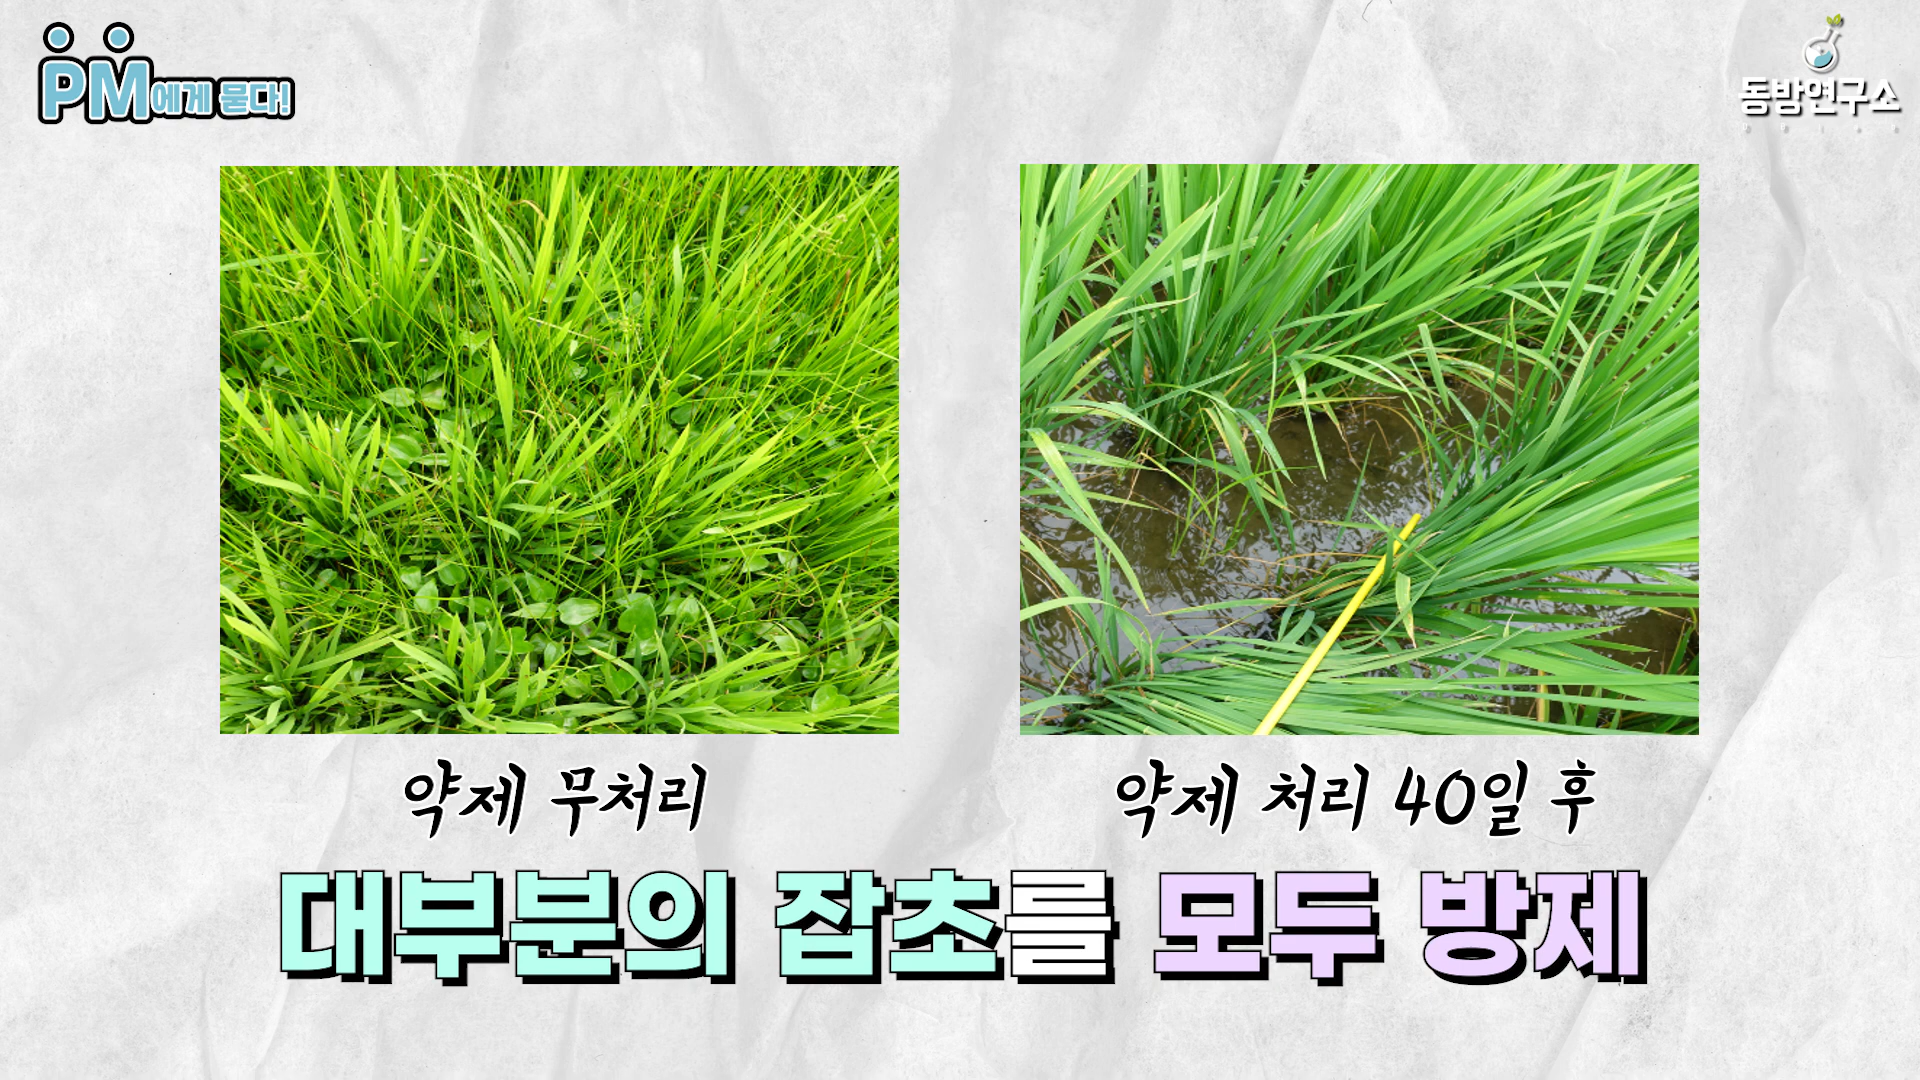 PM에게 묻다!
동방연구소
약제 무처리
약제 처리 40일 후
대부분의 잡초를 모두 방제